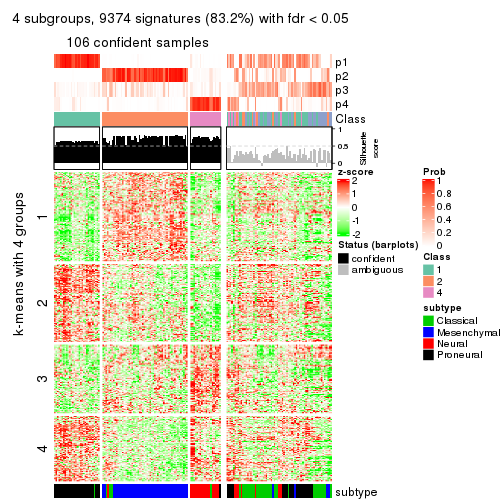 4 subgroups, 9374 signatures (83.2%) with fdr < 0.05
106 confident samples
p1
p2
p3
p4
Class
1
0.5
0
Silhouette
score
k-means with 4 groups
1
2
3
4
subtype
z-score
2
1
0
-1
-2
Status (barplots)
confident
ambiguous
Prob
1
0.8
0.6
0.4
0.2
0
Class
1
2
4
subtype
Classical
Mesenchymal
Neural
Proneural